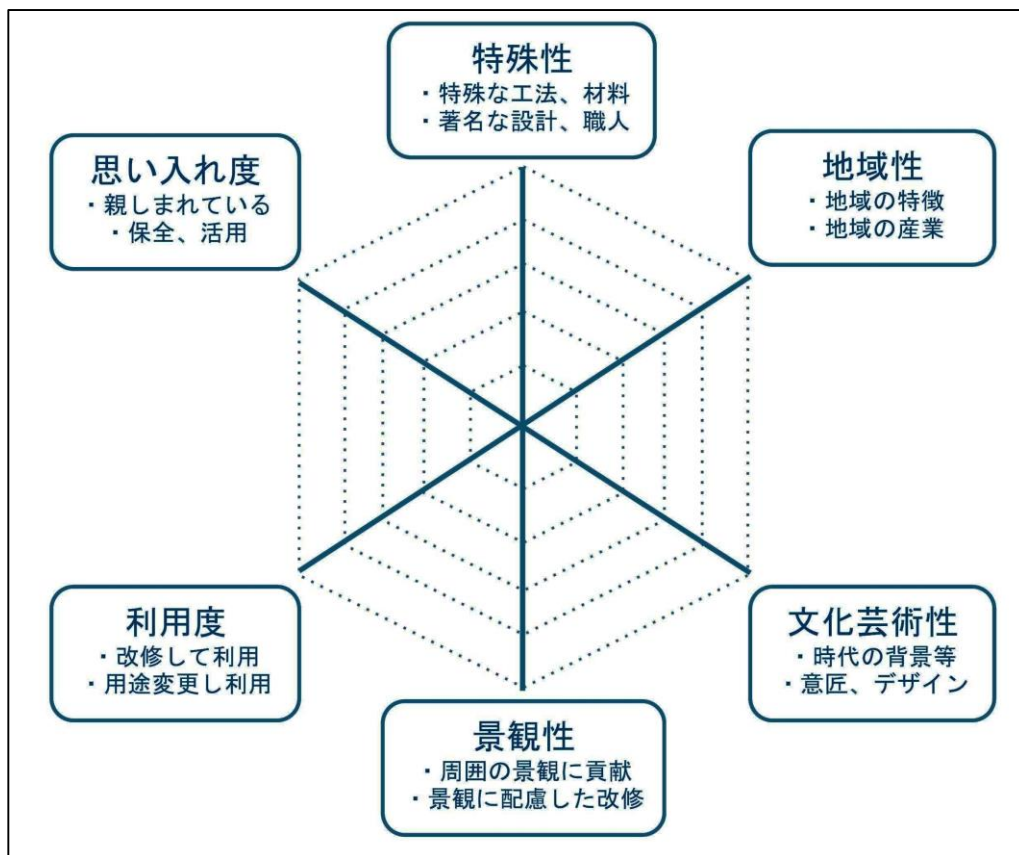 特殊性
・特殊な工法、材料
・著名な設計、職人
思い入れ度
・親しまれている
・保全、活用
地域性
・地域の特徴
・地域の産業
利用度
・改修して利用
・用途変更し利用
文化芸術性
・時代の背景等
・意匠、デザイン
景観性
・周囲の景観に貢献
・景観に配慮した改修